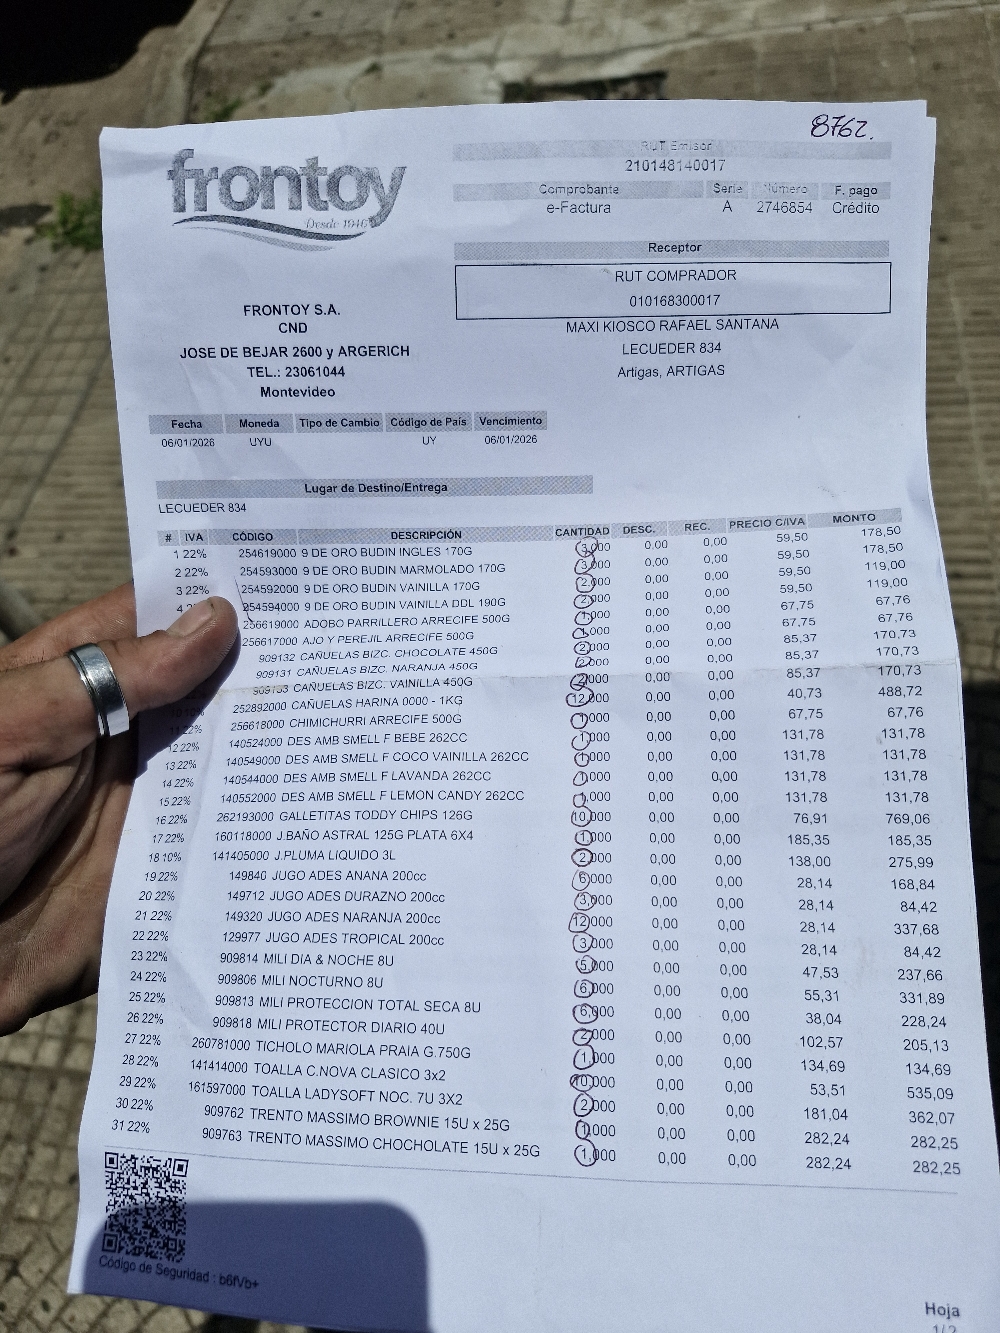 8762.
frontoy
Desde 1946
RUT Emisor
210148140017
Comprobante Serie Número F. pago
e-Factura A 2746854 Crédito
Receptor
RUT COMPRADOR
010168300017
MAXI KIOSCO RAFAEL SANTANA
LECUEDER 834
Artigas, ARTIGAS
FRONTOY S.A.
CND
JOSE DE BEJAR 2600 y ARGERICH
TEL.: 23061044
Montevideo
Fecha Moneda Tipo de Cambio Código de País Vencimiento
06/01/2026 UYU UY 06/01/2026
Lugar de Destino/Entrega
LECUEDER 834
# IVA CÓDIGO DESCRIPCIÓN CANTIDAD DESC. REC. PRECIO C/IVA MONTO
1 22% 254619000 9 DE ORO BUDIN INGLES 170G 3,000 0,00 0,00 59,50 178,50
2 22% 254593000 9 DE ORO BUDIN MARMOLADO 170G 3,000 0,00 0,00 59,50 178,50
3 22% 254592000 9 DE ORO BUDIN VAINILLA 170G 2,000 0,00 0,00 59,50 119,00
4 254594000 9 DE ORO BUDIN VAINILLA DDL 190G 2,000 0,00 0,00 59,50 119,00
256619000 ADOBO PARRILLERO ARRECIFE 500G 1,000 0,00 0,00 67,75 67,76
256617000 AJO Y PEREJIL ARRECIFE 500G 1,000 0,00 0,00 67,75 67,76
909132 CAÑUELAS BIZC. CHOCOLATE 450G 2,000 0,00 0,00 85,37 170,73
909131 CAÑUELAS BIZC. NARANJA 450G 2,000 0,00 0,00 85,37 170,73
909133 CAÑUELAS BIZC. VAINILLA 450G 2,000 0,00 0,00 85,37 170,73
10 10% 252892000 CAÑUELAS HARINA 0000 - 1KG 12,000 0,00 0,00 40,73 488,72
11 22% 256618000 CHIMICHURRI ARRECIFE 500G 1,000 0,00 0,00 67,75 67,76
12 22% 140524000 DES AMB SMELL F BEBE 262CC 1,000 0,00 0,00 131,78 131,78
13 22% 140549000 DES AMB SMELL F COCO VAINILLA 262CC 1,000 0,00 0,00 131,78 131,78
14 22% 140544000 DES AMB SMELL F LAVANDA 262CC 1,000 0,00 0,00 131,78 131,78
15 22% 140552000 DES AMB SMELL F LEMON CANDY 262CC 1,000 0,00 0,00 131,78 131,78
16 22% 262193000 GALLETITAS TODDY CHIPS 126G 10,000 0,00 0,00 76,91 769,06
17 22% 160118000 J.BAÑO ASTRAL 125G PLATA 6X4 1,000 0,00 0,00 185,35 185,35
18 10% 141405000 J.PLUMA LIQUIDO 3L 2,000 0,00 0,00 138,00 275,99
19 22% 149840 JUGO ADES ANANA 200cc 6,000 0,00 0,00 28,14 168,84
20 22% 149712 JUGO ADES DURAZNO 200cc 3,000 0,00 0,00 28,14 84,42
21 22% 149320 JUGO ADES NARANJA 200cc 12,000 0,00 0,00 28,14 337,68
22 22% 129977 JUGO ADES TROPICAL 200cc 3,000 0,00 0,00 28,14 84,42
23 22% 909814 MILI DIA & NOCHE 8U 5,000 0,00 0,00 47,53 237,66
24 22% 909806 MILI NOCTURNO 8U 6,000 0,00 0,00 55,31 331,89
25 22% 909813 MILI PROTECCION TOTAL SECA 8U 6,000 0,00 0,00 38,04 228,24
26 22% 909818 MILI PROTECTOR DIARIO 40U 2,000 0,00 0,00 102,57 205,13
27 22% 260781000 TICHOLO MARIOLA PRAIA G.750G 1,000 0,00 0,00 134,69 134,69
28 22% 141414000 TOALLA C.NOVA CLASICO 3x2 10,000 0,00 0,00 53,51 535,09
29 22% 161597000 TOALLA LADYSOFT NOC. 7U 3X2 2,000 0,00 0,00 181,04 362,07
30 22% 909762 TRENTO MASSIMO BROWNIE 15U x 25G 1,000 0,00 0,00 282,24 282,25
31 22% 909763 TRENTO MASSIMO CHOCHOLATE 15U x 25G 1,000 0,00 0,00 282,24 282,25
Código de Seguridad : b6fVb+
Hoja
1/2